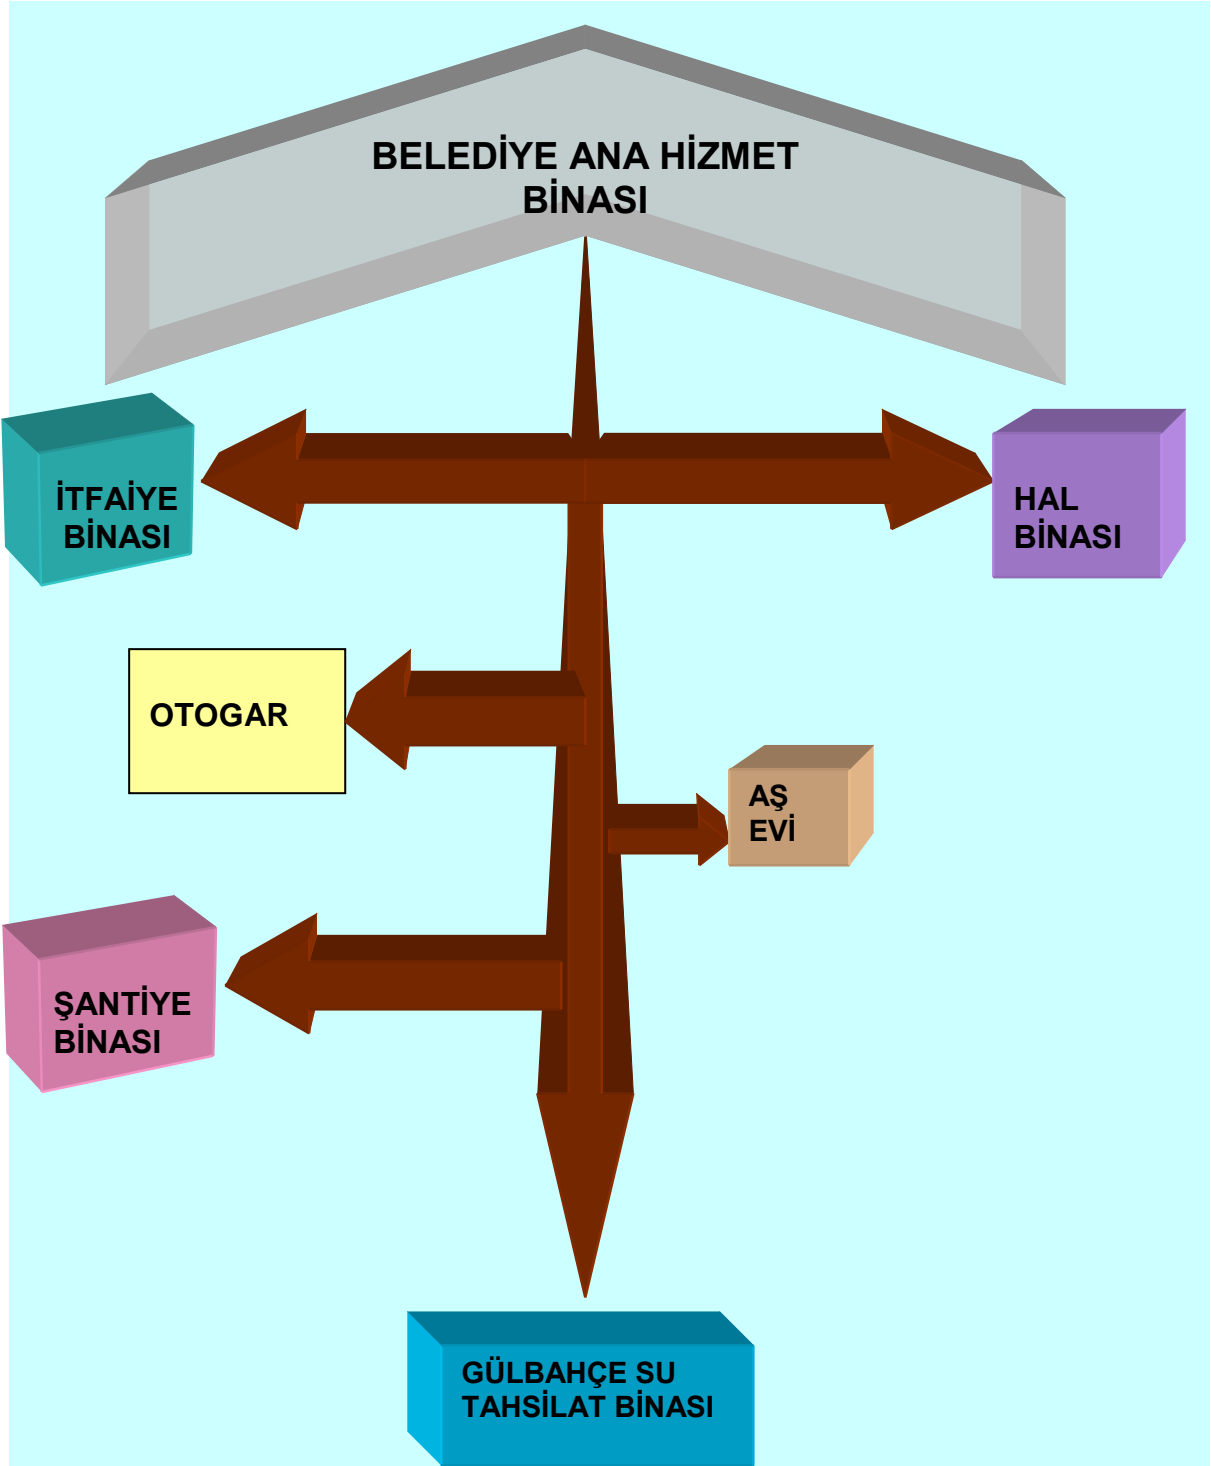 BELEDİYE ANA HİZMET
BİNASI
İTFAİYE
BİNASI
HAL
BİNASI
OTOGAR
AŞ
EVİ
ŞANTİYE
BİNASI
GÜLBAHÇE SU
TAHSİLAT BİNASI